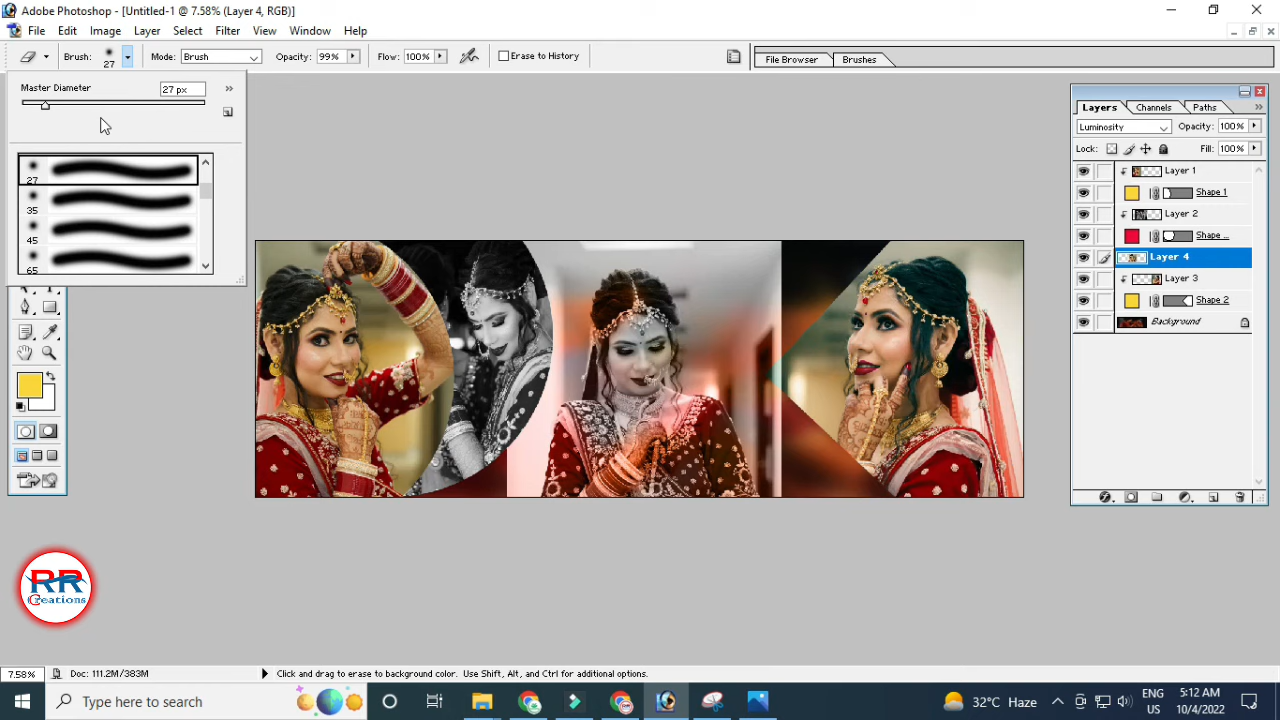 Adobe Photoshop - [Untitled-1 @ 7.58% (Layer 4, RGB)]
File Edit Image Layer Select Filter View Window Help
Brush: 27 Mode: Brush Opacity: 99% Flow: 100% Erase to History File Browser Brushes
Master Diameter 27 px
27
35
45
65
Layers Channels Paths
Luminosity Opacity: 100%
Lock: Fill: 100%
Layer 1
Shape 1
Layer 2
Shape ...
Layer 4
Layer 3
Shape 2
Background
RR
Creations
7.58% Doc: 111.2M/383M Click and drag to erase to background color. Use Shift, Alt, and Ctrl for additional options.
Type here to search
32°C Haze
ENG
US
5:12 AM
10/4/2022